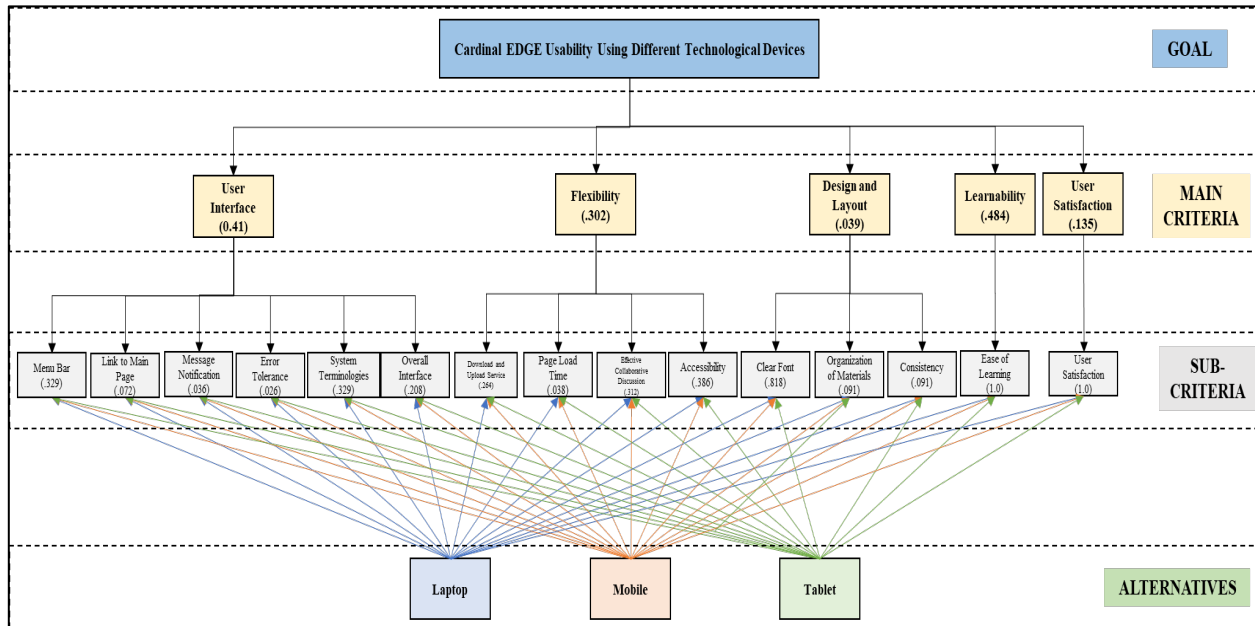 Cardinal EDGE Usability Using Different Technological Devices
GOAL
User
Interface
(0.41)
Flexibility
(.302)
Design and
Layout
(.039)
Learnability
(.484)
User
Satisfaction
(.135)
MAIN
CRITERIA
Menu Bar
(.329)
Link to Main
Page
(.072)
Message
Notification
(.036)
Error
Tolerance
(.026)
System
Terminologies
(.329)
Overall
Interface
(.208)
Download and
Upload Service
(.264)
Page Load
Time
(.038)
Effective
Collaborative
Discussion
(.312)
Accessibility
(.386)
Clear Font
(.818)
Organization
of Materials
(.091)
Consistency
(.091)
Ease of
Learning
(1.0)
User
Satisfaction
(1.0)
SUB-
CRITERIA
Laptop
Mobile
Tablet
ALTERNATIVES